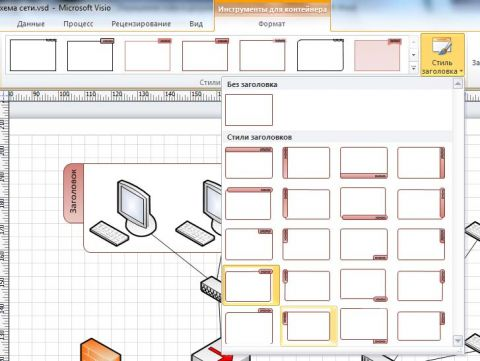 хема сети.vsd - Microsoft Visio
Инструменты для контейнера
Данные Процесс Рецензирование Вид Формат
Стиль
заголовка
Стили
Без заголовка
Стили заголовков
Заголовок